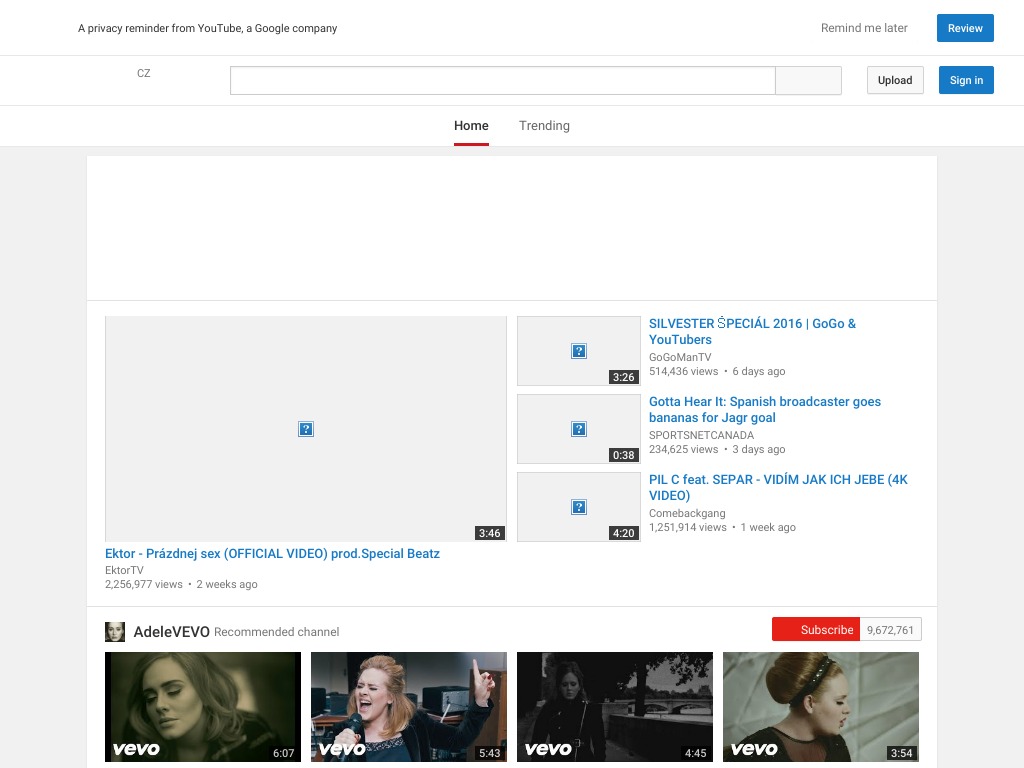 A privacy reminder from YouTube, a Google company
Remind me later
Review
CZ
Upload
Sign in
Home
Trending
3:46
Ektor - Prázdnej sex (OFFICIAL VIDEO) prod.Special Beatz
EktorTV
2,256,977 views • 2 weeks ago
3:26
SILVESTER ŠPECIÁL 2016 | GoGo &
YouTubers
GoGoManTV
514,436 views • 6 days ago
0:38
Gotta Hear It: Spanish broadcaster goes
bananas for Jagr goal
SPORTSNETCANADA
234,625 views • 3 days ago
4:20
PIL C feat. SEPAR - VIDÍM JAK ICH JEBE (4K
VIDEO)
Comebackgang
1,251,914 views • 1 week ago
AdeleVEVO Recommended channel
Subscribe 9,672,761
vevo 6:07
vevo 5:43
vevo 4:45
vevo 3:54